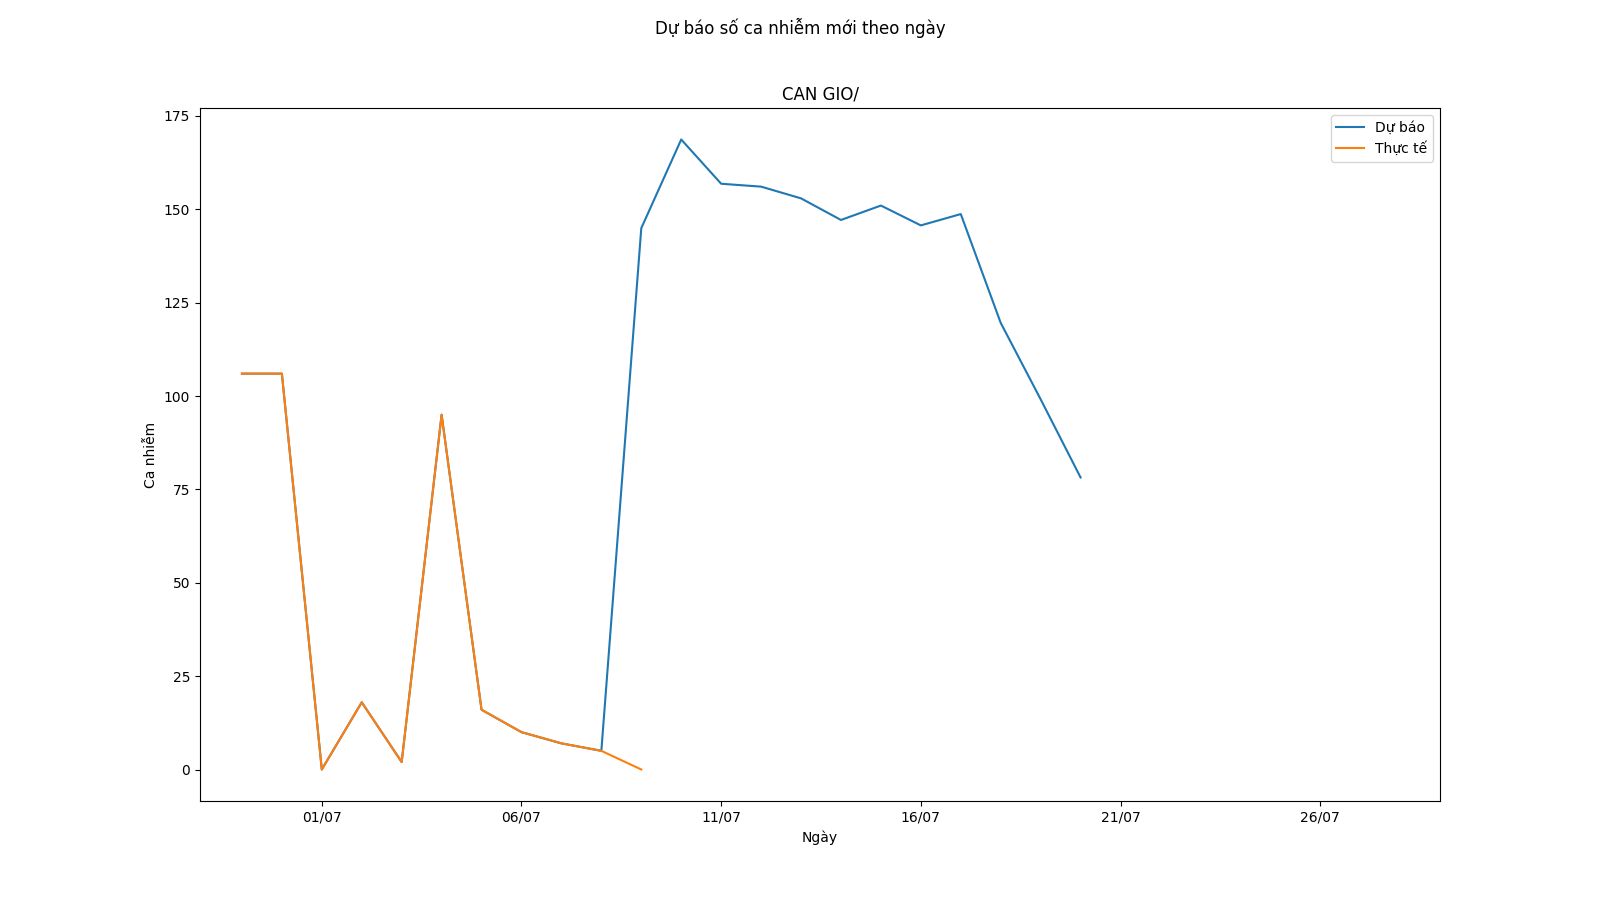 Dự báo số ca nhiễm mới theo ngày
CAN GIO/
175
150
125
100
75
50
25
0
Ca nhiễm
Dự báo
Thực tế
01/07
06/07
11/07
16/07
21/07
26/07
Ngày